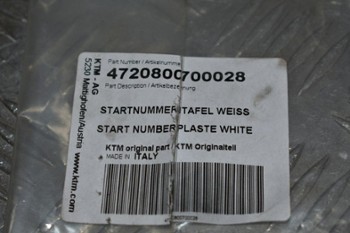 KTM - AG
5230 Mattighofen/Austria
www.ktm.com
Part Number / Artikelnummer
4720800700028
Part Description / Artikelbezeichnung
STARTNUMMERTAFEL WEISS
START NUMBERPLASTE WHITE
KTM original part / KTM Originalteil
MADE IN ITALY